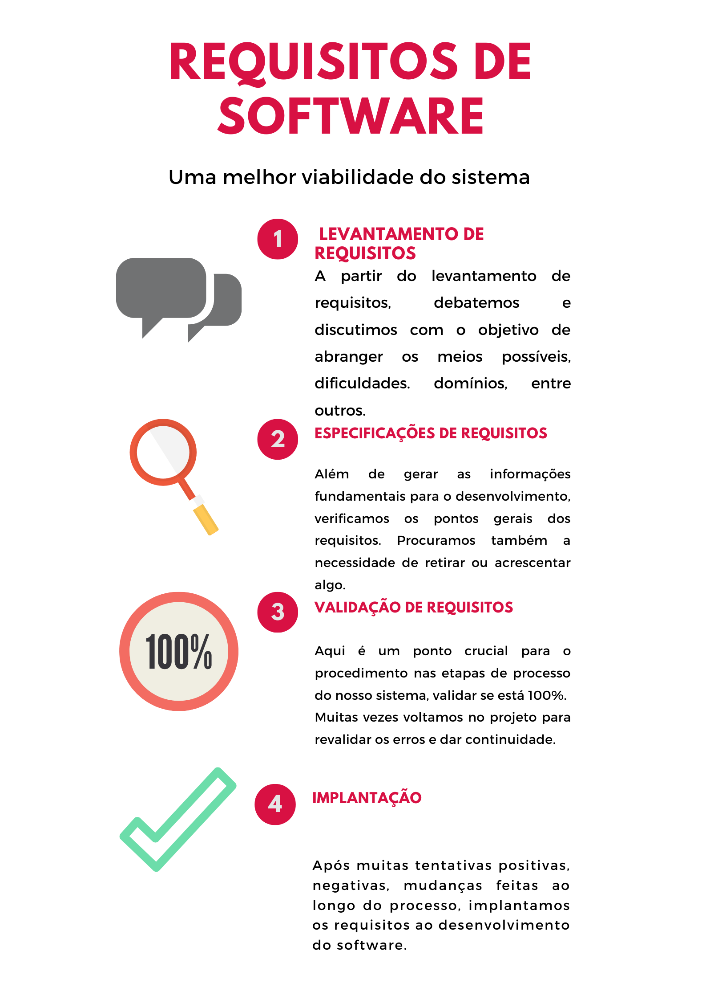 REQUISITOS DE
SOFTWARE
Uma melhor viabilidade do sistema
1
LEVANTAMENTO DE
REQUISITOS
A partir do levantamento de
requisitos, debatemos e
discutimos com o objetivo de
abranger os meios possíveis,
dificuldades. domínios, entre
outros.
2
ESPECIFICAÇÕES DE REQUISITOS
Além de gerar as informações
fundamentais para o desenvolvimento,
verificamos os pontos gerais dos
requisitos. Procuramos também a
necessidade de retirar ou acrescentar
algo.
100%
3
VALIDAÇÃO DE REQUISITOS
Aqui é um ponto crucial para o
procedimento nas etapas de processo
do nosso sistema, validar se está 100%.
Muitas vezes voltamos no projeto para
revalidar os erros e dar continuidade.
4
IMPLANTAÇÃO
Após muitas tentativas positivas,
negativas, mudanças feitas ao
longo do processo, implantamos
os requisitos ao desenvolvimento
do software.